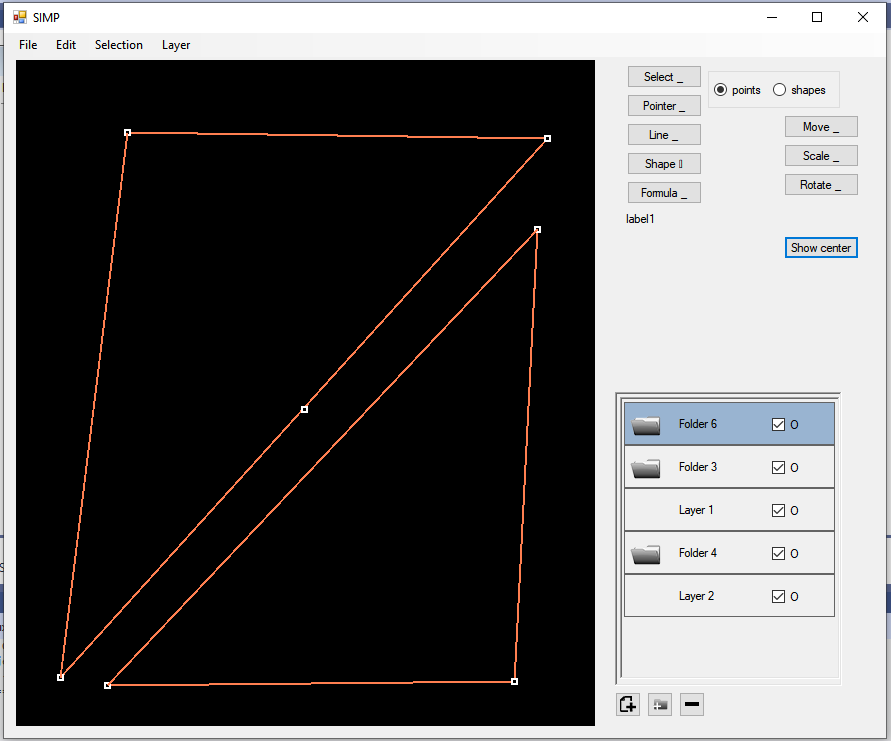 SIMP
File Edit Selection Layer
Select _
points shapes
Pointer _
Move _
Line _
Scale _
Shape
Rotate _
Formula _
label1
Show center
Folder 6 O
Folder 3 O
Layer 1 O
Folder 4 O
Layer 2 O